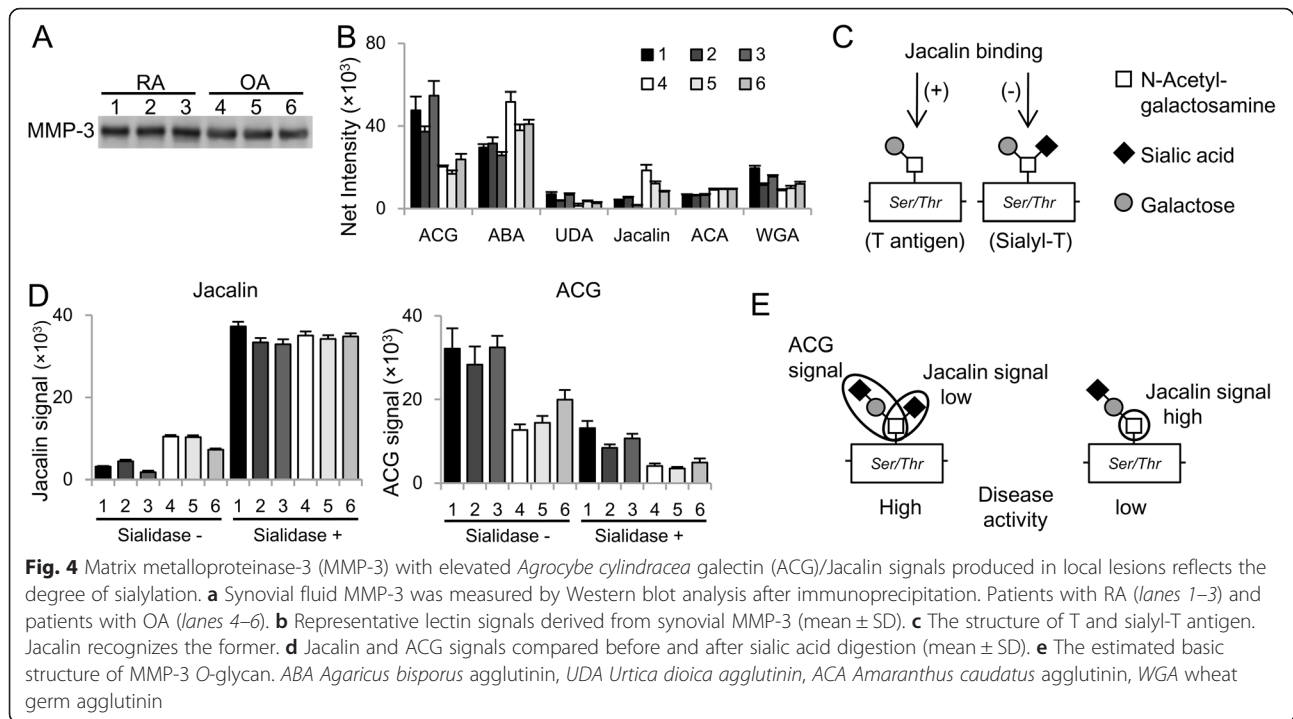 A
RA OA
1 2 3 4 5 6
MMP-3
B
Net Intensity (×10³)
80
40
0
1 2 3
4 5 6
ACG ABA UDA Jacalin ACA WGA
C
Jacalin binding
(+) (-)
Ser/Thr Ser/Thr
(T antigen) (Sialyl-T)
N-Acetyl-
galactosamine
Sialic acid
Galactose
D
Jacalin
Jacalin signal (×10³)
40
20
0
1 2 3 4 5 6 1 2 3 4 5 6
Sialidase - Sialidase +
ACG
ACG signal (×10³)
40
20
0
1 2 3 4 5 6 1 2 3 4 5 6
Sialidase - Sialidase +
E
ACG
signal
Jacalin signal
low
Jacalin signal
high
Ser/Thr Ser/Thr
High Disease
activity low
Fig. 4 Matrix metalloproteinase-3 (MMP-3) with elevated Agrocybe cylindracea galectin (ACG)/Jacalin signals produced in local lesions reflects the
degree of sialylation. a Synovial fluid MMP-3 was measured by Western blot analysis after immunoprecipitation. Patients with RA (lanes 1–3) and
patients with OA (lanes 4–6). b Representative lectin signals derived from synovial MMP-3 (mean ± SD). c The structure of T and sialyl-T antigen.
Jacalin recognizes the former. d Jacalin and ACG signals compared before and after sialic acid digestion (mean ± SD). e The estimated basic
structure of MMP-3 O-glycan. ABA Agaricus bisporus agglutinin, UDA Urtica dioica agglutinin, ACA Amaranthus caudatus agglutinin, WGA wheat
germ agglutinin